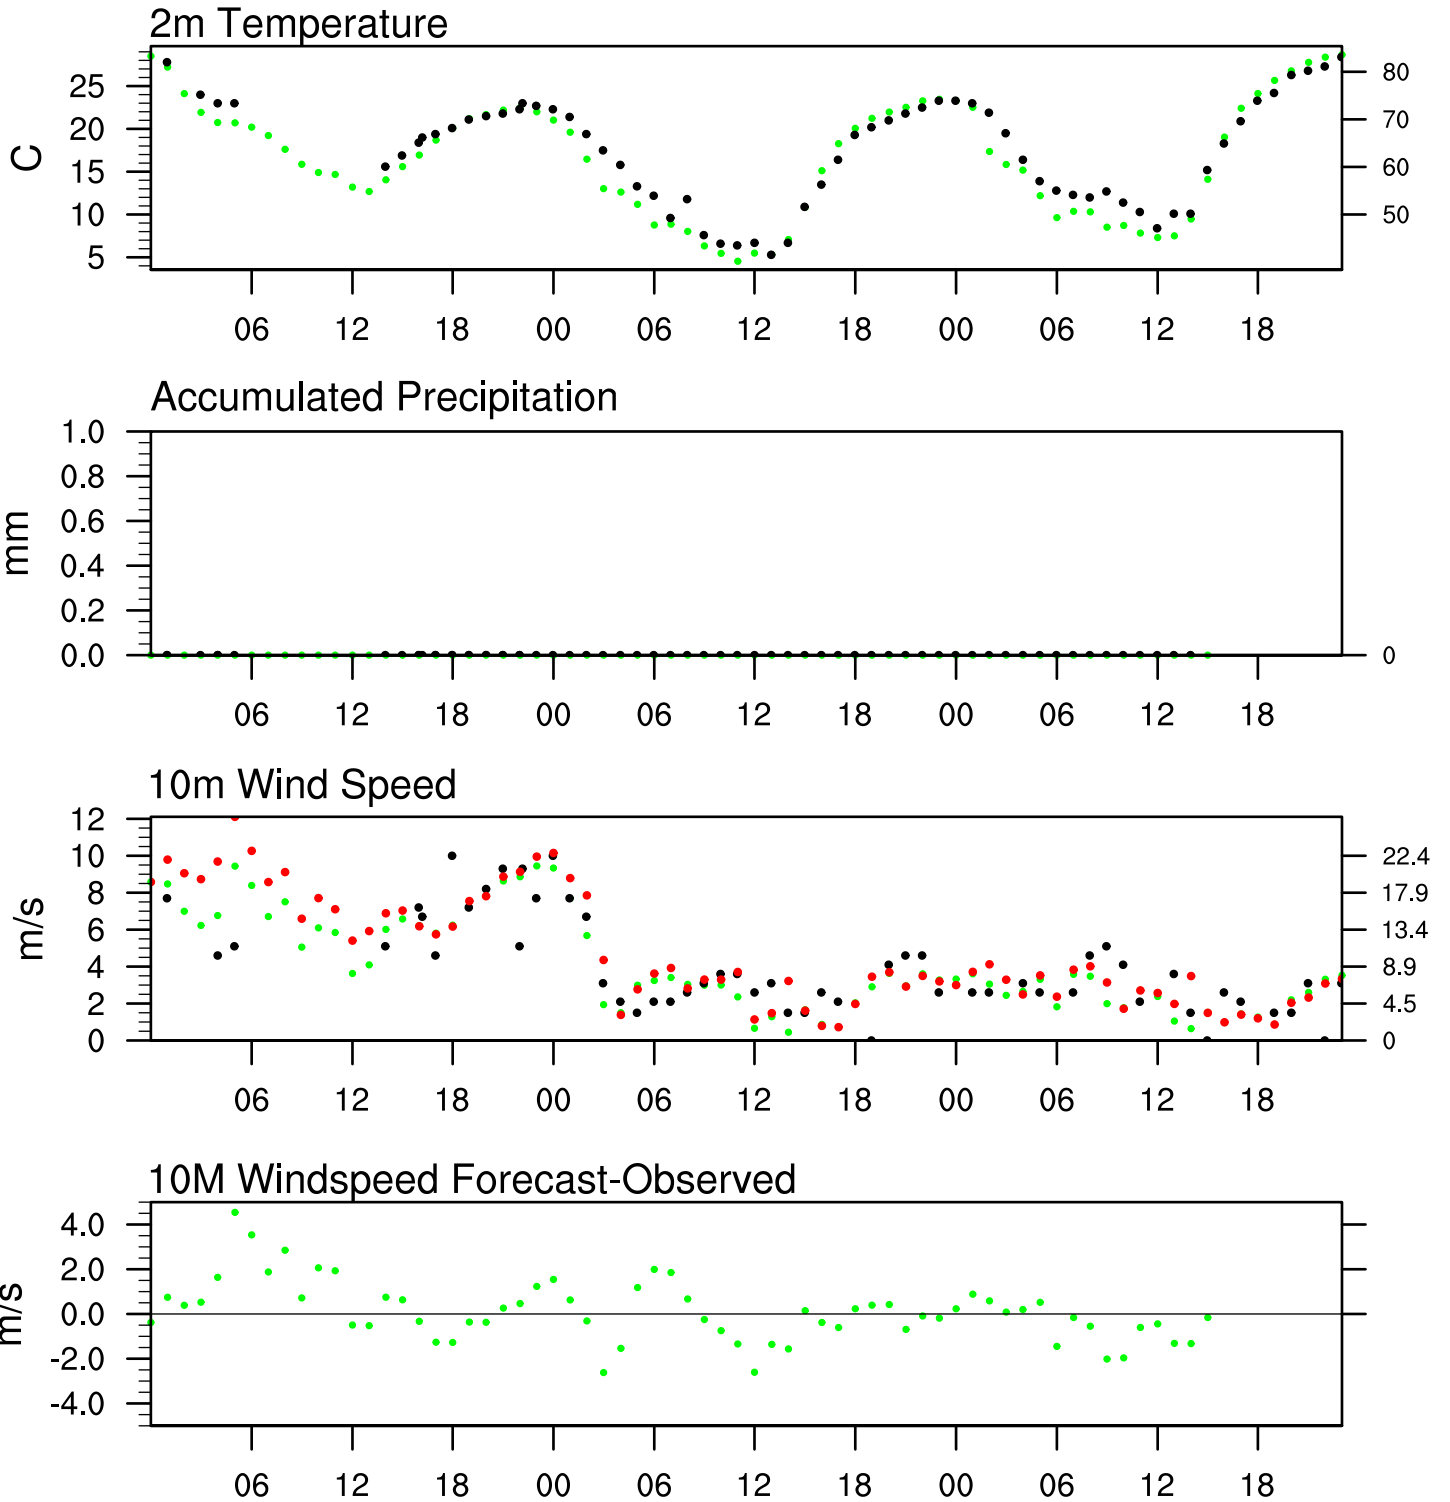 2m Temperature
25
20
15
10
5
C
80
70
60
50
06 12 18 00 06 12 18 00 06 12 18
Accumulated Precipitation
1.0
0.8
0.6
0.4
0.2
0.0
mm
0
06 12 18 00 06 12 18 00 06 12 18
10m Wind Speed
12
10
8
6
4
2
0
m/s
22.4
17.9
13.4
8.9
4.5
0
06 12 18 00 06 12 18 00 06 12 18
10M Windspeed Forecast-Observed
4.0
2.0
0.0
-2.0
-4.0
m/s
06 12 18 00 06 12 18 00 06 12 18